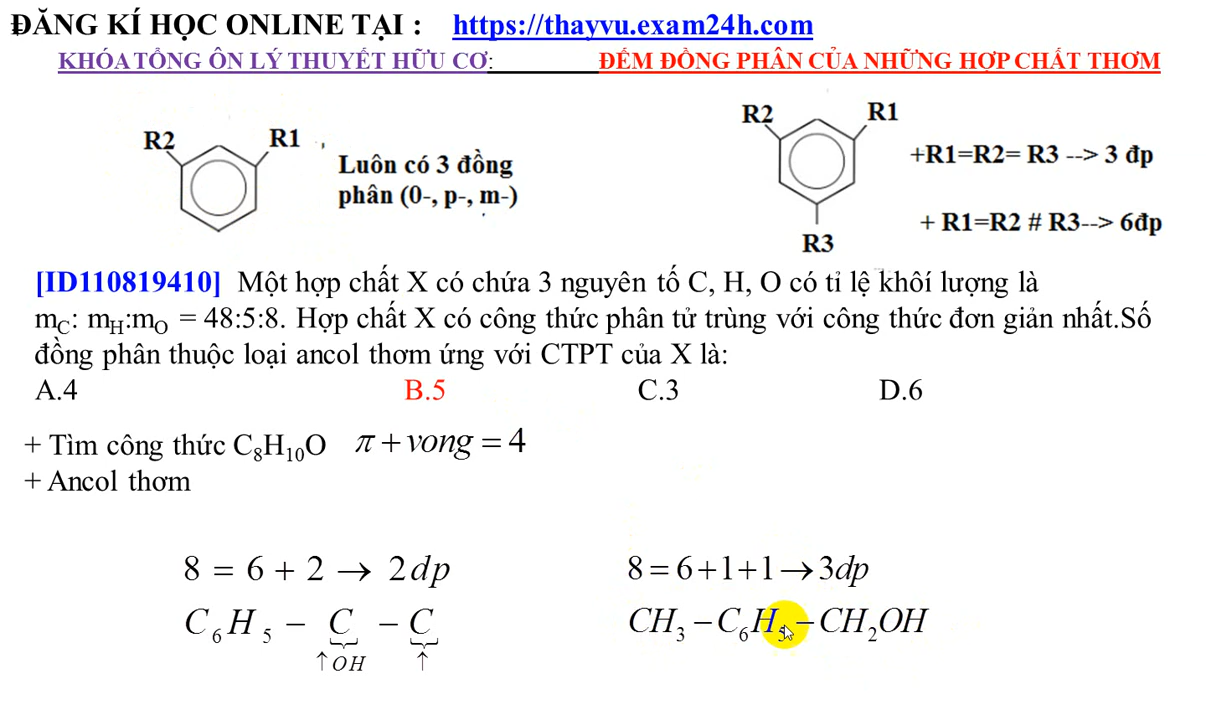 ĐĂNG KÍ HỌC ONLINE TẠI : https://thayvu.exam24h.com
KHÓA TỔNG ÔN LÝ THUYẾT HỮU CƠ: ĐẾM ĐỒNG PHÂN CỦA NHỮNG HỢP CHẤT THƠM
R2 R1
Luôn có 3 đồng
phân (0-, p-, m-)
R2 R1
R3
+R1=R2= R3 --> 3 đp
+ R1=R2 # R3--> 6đp
[ID110819410] Một hợp chất X có chứa 3 nguyên tố C, H, O có tỉ lệ khôí lượng là
m_C: m_H:m_O = 48:5:8. Hợp chất X có công thức phân tử trùng với công thức đơn giản nhất.Số
đồng phân thuộc loại ancol thơm ứng với CTPT của X là:
A.4 B.5 C.3 D.6
+ Tìm công thức C₈H₁₀O π + vong = 4
+ Ancol thơm
8 = 6 + 2 → 2dp
C₆H₅ − C − C
↑OH ↑
8 = 6+1+1→3dp
CH₃ − C₆H₅ − CH₂OH